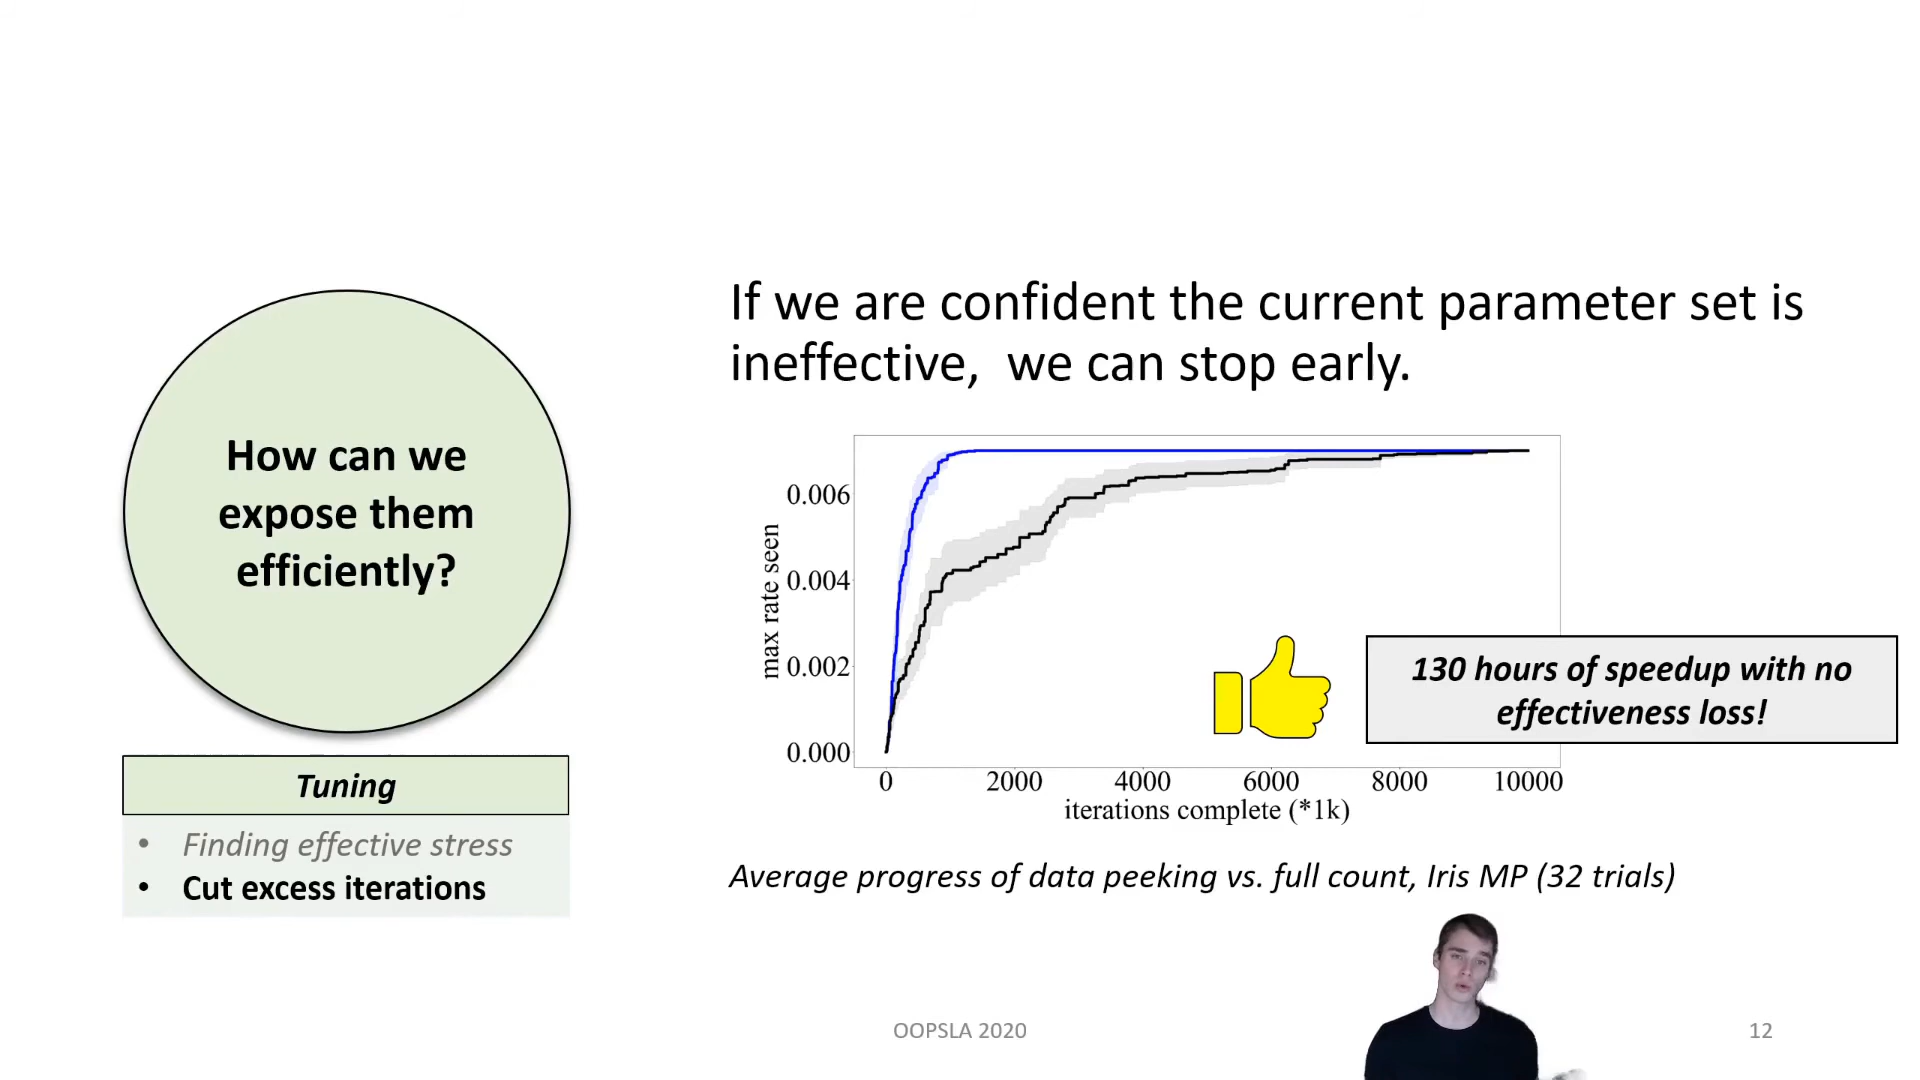 If we are confident the current parameter set is
ineffective, we can stop early.
How can we
expose them
efficiently?
Tuning
• Finding effective stress
• Cut excess iterations
max rate seen
0.006
0.004
0.002
0.000
0 2000 4000 6000 8000 10000
iterations complete (*1k)
130 hours of speedup with no
effectiveness loss!
Average progress of data peeking vs. full count, Iris MP (32 trials)
OOPSLA 2020
12